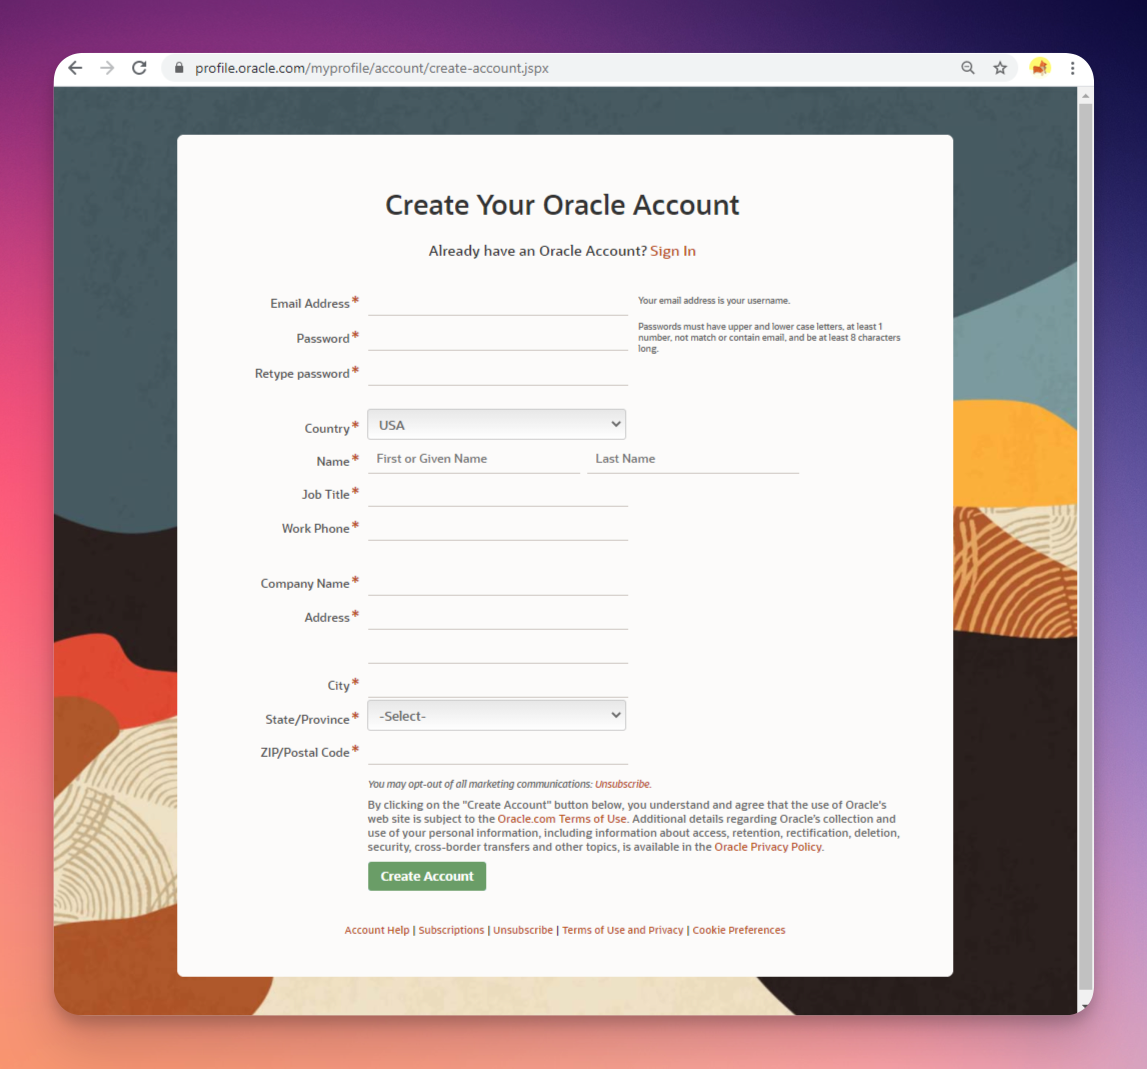 profile.oracle.com/myprofile/account/create-account.jspx
Create Your Oracle Account
Already have an Oracle Account? Sign In
Email Address*
Your email address is your username.
Password*
Passwords must have upper and lower case letters, at least 1
number, not match or contain email, and be at least 8 characters
long.
Retype password*
Country* USA
Name* First or Given Name Last Name
Job Title*
Work Phone*
Company Name*
Address*
City*
State/Province* -Select-
ZIP/Postal Code*
You may opt-out of all marketing communications: Unsubscribe.
By clicking on the "Create Account" button below, you understand and agree that the use of Oracle's
web site is subject to the Oracle.com Terms of Use. Additional details regarding Oracle's collection and
use of your personal information, including information about access, retention, rectification, deletion,
security, cross-border transfers and other topics, is available in the Oracle Privacy Policy.
Create Account
Account Help | Subscriptions | Unsubscribe | Terms of Use and Privacy | Cookie Preferences